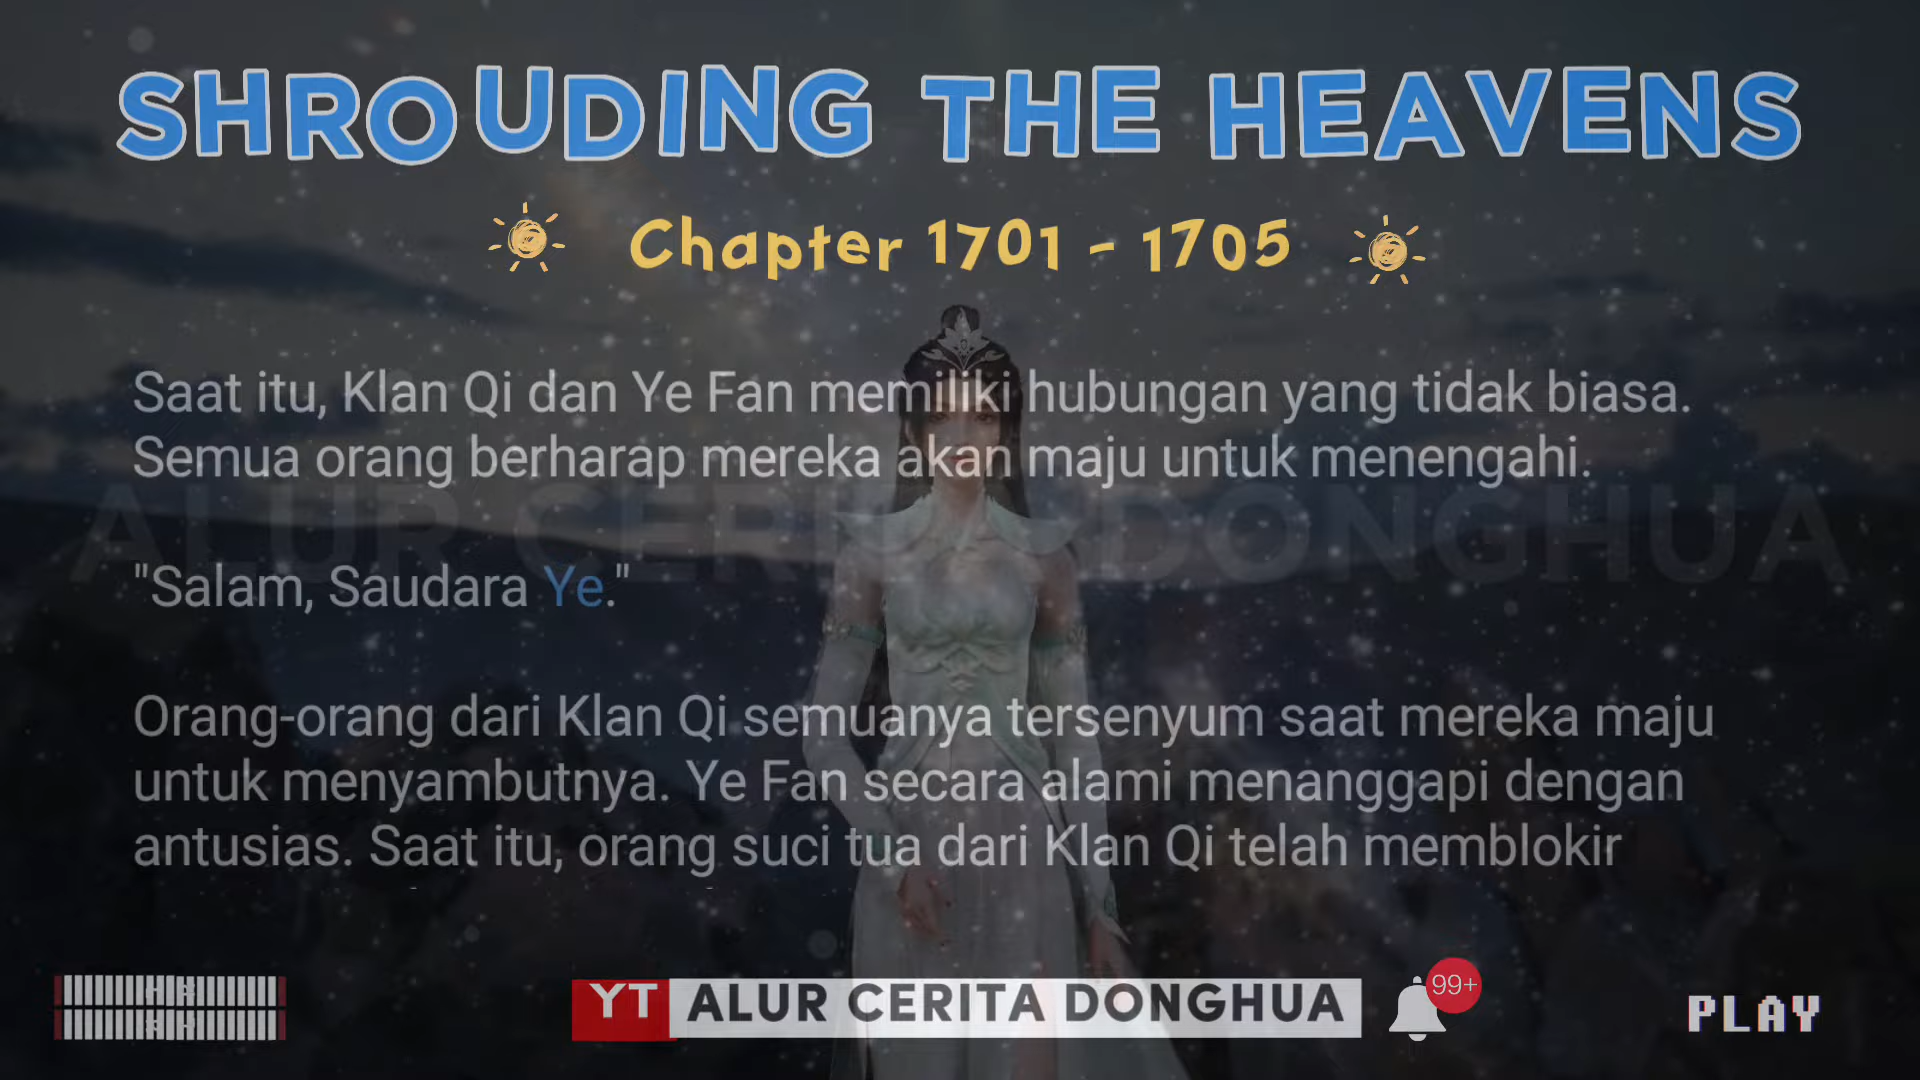 SHROUDING THE HEAVENS
Chapter 1701 - 1705
Saat itu, Klan Qi dan Ye Fan memiliki hubungan yang tidak biasa.
Semua orang berharap mereka akan maju untuk menengahi.
ALUR CERITA DONGHUA
"Salam, Saudara Ye."
Orang-orang dari Klan Qi semuanya tersenyum saat mereka maju
untuk menyambutnya. Ye Fan secara alami menanggapi dengan
antusias. Saat itu, orang suci tua dari Klan Qi telah memblokir
YT ALUR CERITA DONGHUA
99+
PLAY